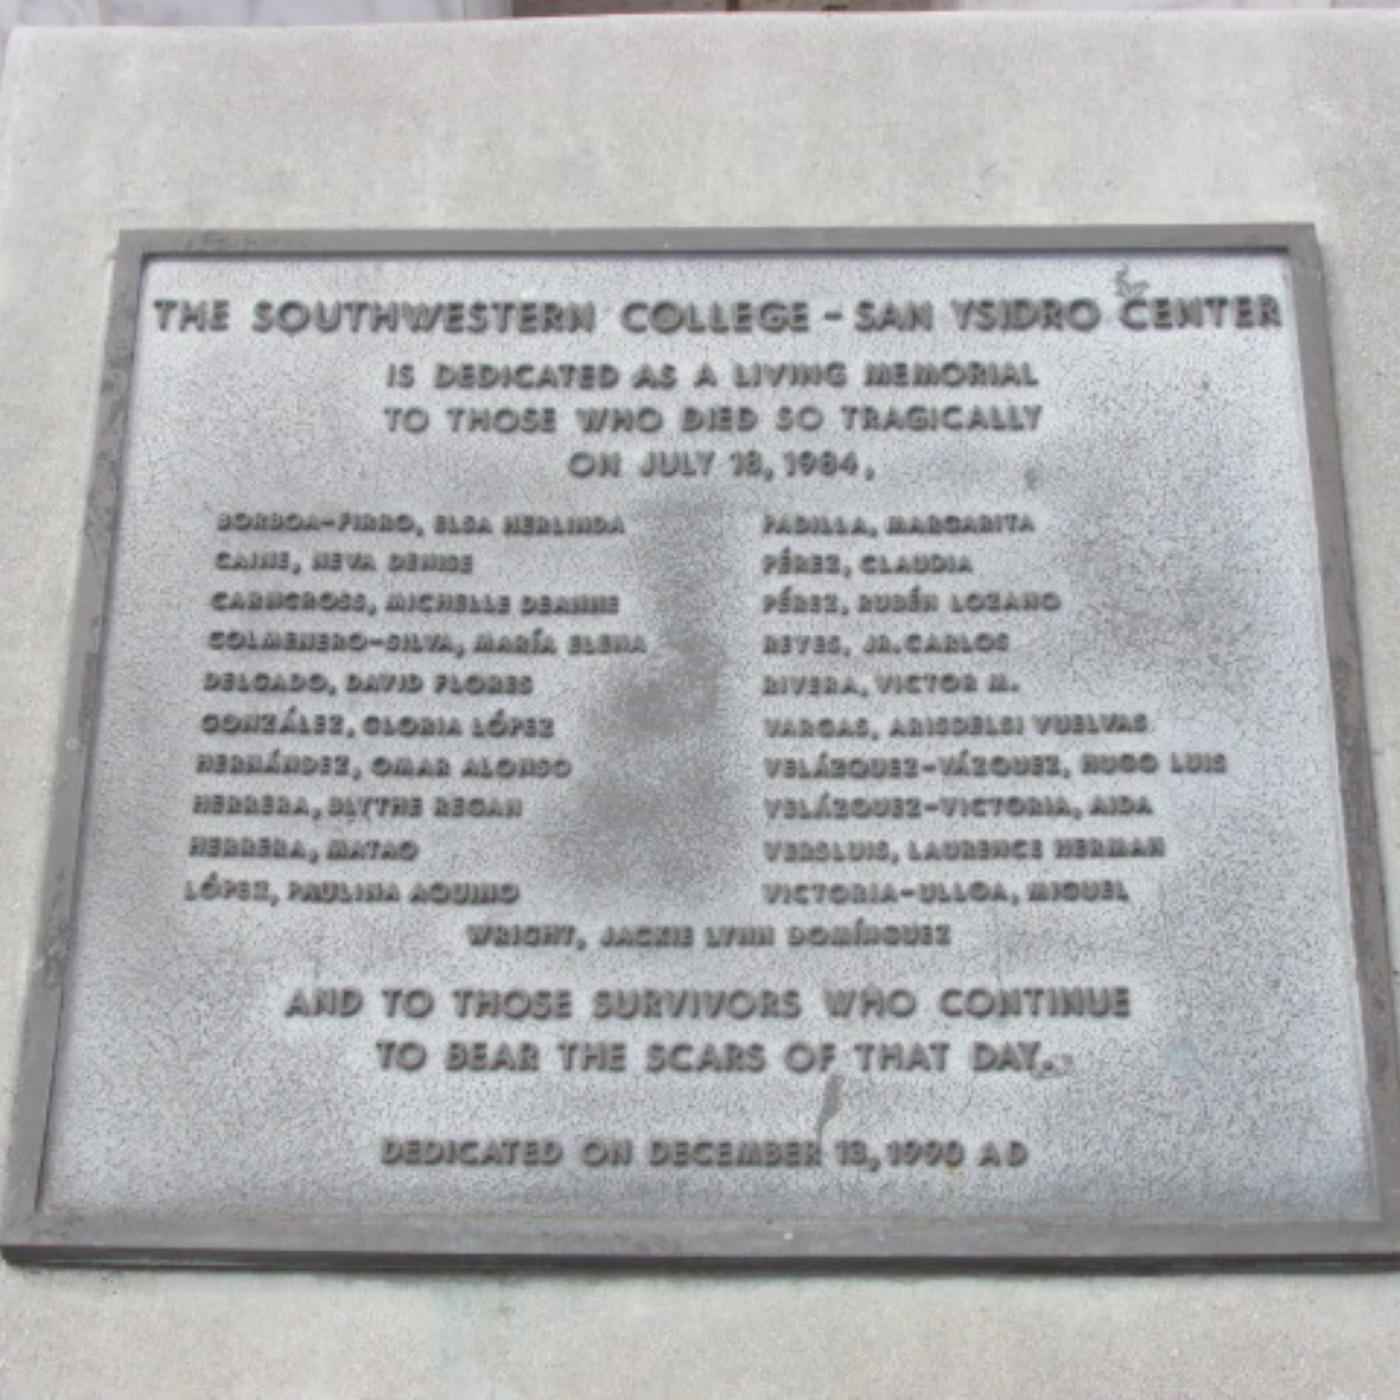 THE SOUTHWESTERN COLLEGE - SAN YSIDRO CENTER
IS DEDICATED AS A LIVING MEMORIAL
TO THOSE WHO DIED SO TRAGICALLY
ON JULY 18, 1984,
BORBOA-FIRRO, ELSA HERLINDA
CAINE, NEVA DENISE
CARNCROSS, MICHELLE DEANNE
COLMENERO-SILVA, MARÍA ELENA
DELGADO, DAVID FLORES
GONZÁLEZ, GLORIA LÓPEZ
HERNÁNDEZ, OMAR ALONSO
HERRERA, BLYTHE REGAN
HERRERA, MATAO
LÓPEZ, PAULINA AQUINO
PADILLA, MARGARITA
PÉREZ, CLAUDIA
PÉREZ, RUBÉN LOZANO
REYES, JR. CARLOS
RIVERA, VICTOR M.
VARGAS, ARISDELSI VUELVAS
VELÁZQUEZ-VÁZQUEZ, HUGO LUIS
VELÁZQUEZ-VICTORIA, AIDA
VERSLUIS, LAURENCE HERMAN
VICTORIA-ULLOA, MIGUEL
WRIGHT, JACKIE LYNN DOMÍNGUEZ
AND TO THOSE SURVIVORS WHO CONTINUE
TO BEAR THE SCARS OF THAT DAY.
DEDICATED ON DECEMBER 13, 1990 AD